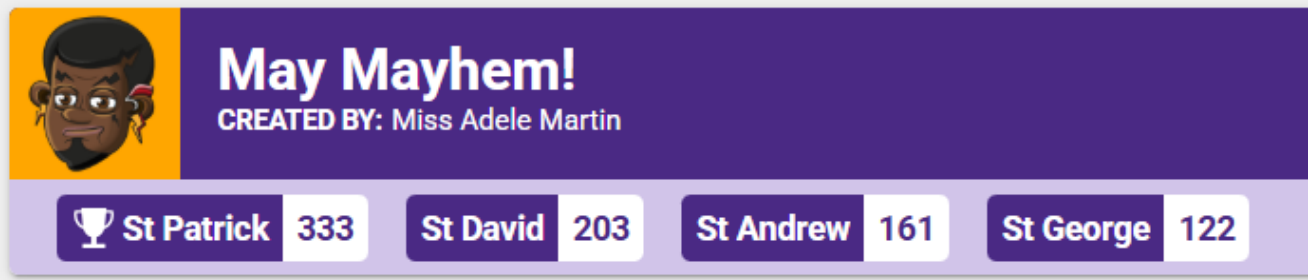 May Mayhem!
CREATED BY: Miss Adele Martin
St Patrick 333 St David 203 St Andrew 161 St George 122